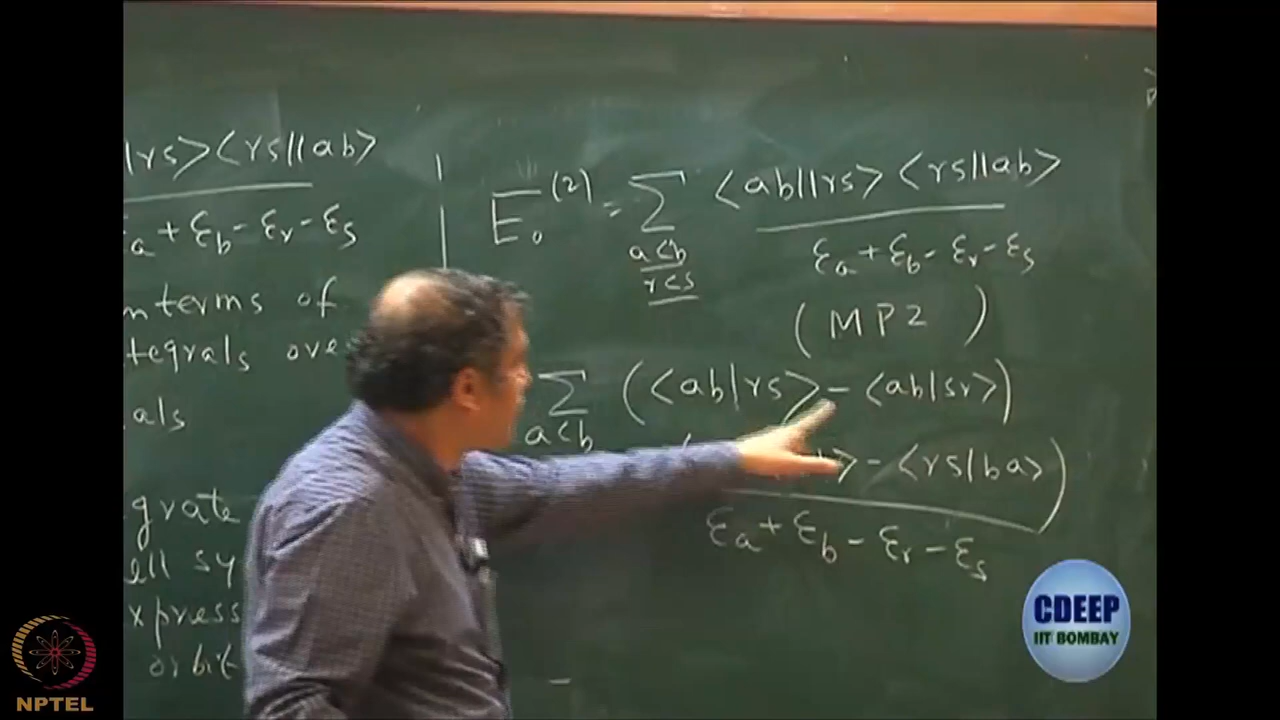 |rs> <rs||ab>
εa + εb - εr - εs
n terms of
tegrals ove
als
grate
ell sy
xpress
orbit
E₀⁽²⁾ = Σ <ab||rs> <rs||ab>
a<b
r<s
εa + εb - εr - εs
(MP2)
Σ (<ab|rs> - <ab|sr>)
a<b
> - <rs|ba>)
εa + εb - εr - εs
CDEEP
IIT BOMBAY
NPTEL